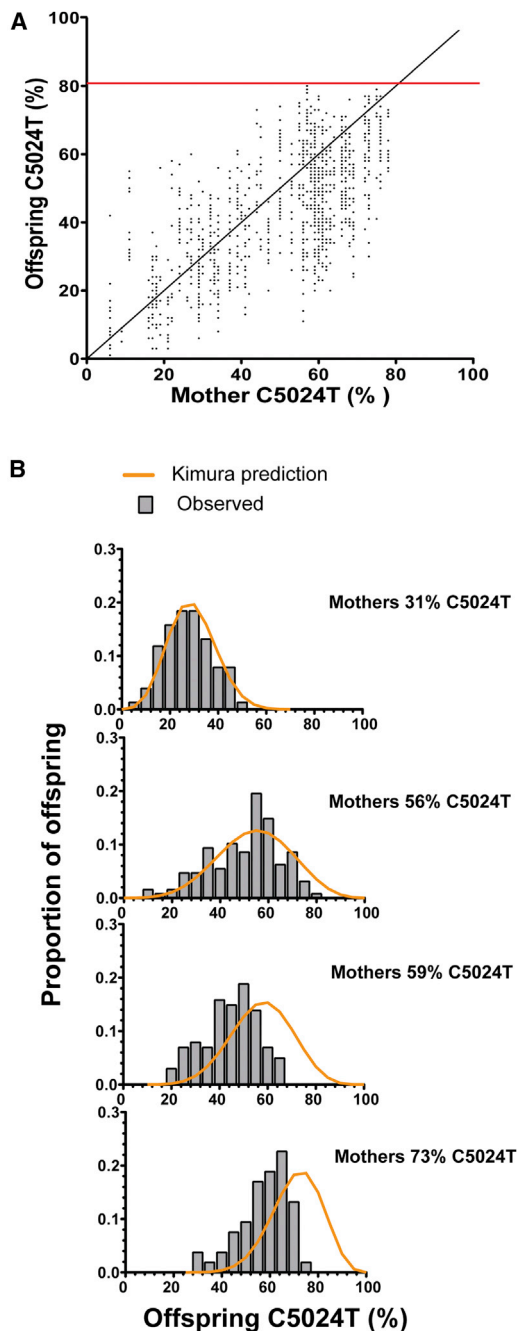 A
100
80
60
40
20
0
Offspring C5024T (%)
0 20 40 60 80 100
Mother C5024T (% )
B
Kimura prediction
Observed
Proportion of offspring
Mothers 31% C5024T
0.3
0.2
0.1
0.0
0 20 40 60 80 100
Mothers 56% C5024T
0.3
0.2
0.1
0.0
0 20 40 60 80 100
Mothers 59% C5024T
0.3
0.2
0.1
0.0
0 20 40 60 80 100
Mothers 73% C5024T
0.3
0.2
0.1
0.0
0 20 40 60 80 100
Offspring C5024T (%)